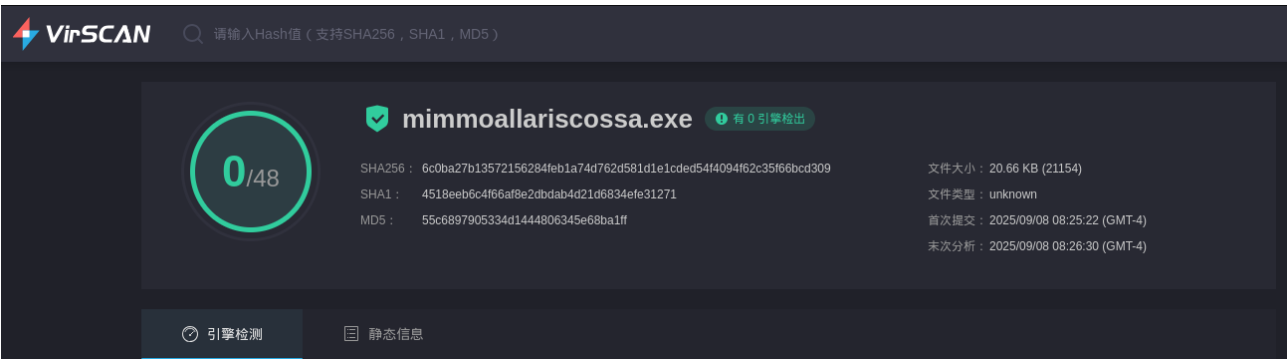 VirSCAN
请输入Hash值（支持SHA256，SHA1，MD5）
0/48
mimmoallariscossa.exe
有 0 引擎检出
SHA256： 6c0ba27b13572156284feb1a74d762d581d1e1cded54f4094f62c35f66bcd309
SHA1： 4518eeb6c4f66af8e2dbdab4d21d6834efe31271
MD5： 55c6897905334d1444806345e68ba1ff
文件大小： 20.66 KB (21154)
文件类型： unknown
首次提交： 2025/09/08 08:25:22 (GMT-4)
末次分析： 2025/09/08 08:26:30 (GMT-4)
引擎检测
静态信息